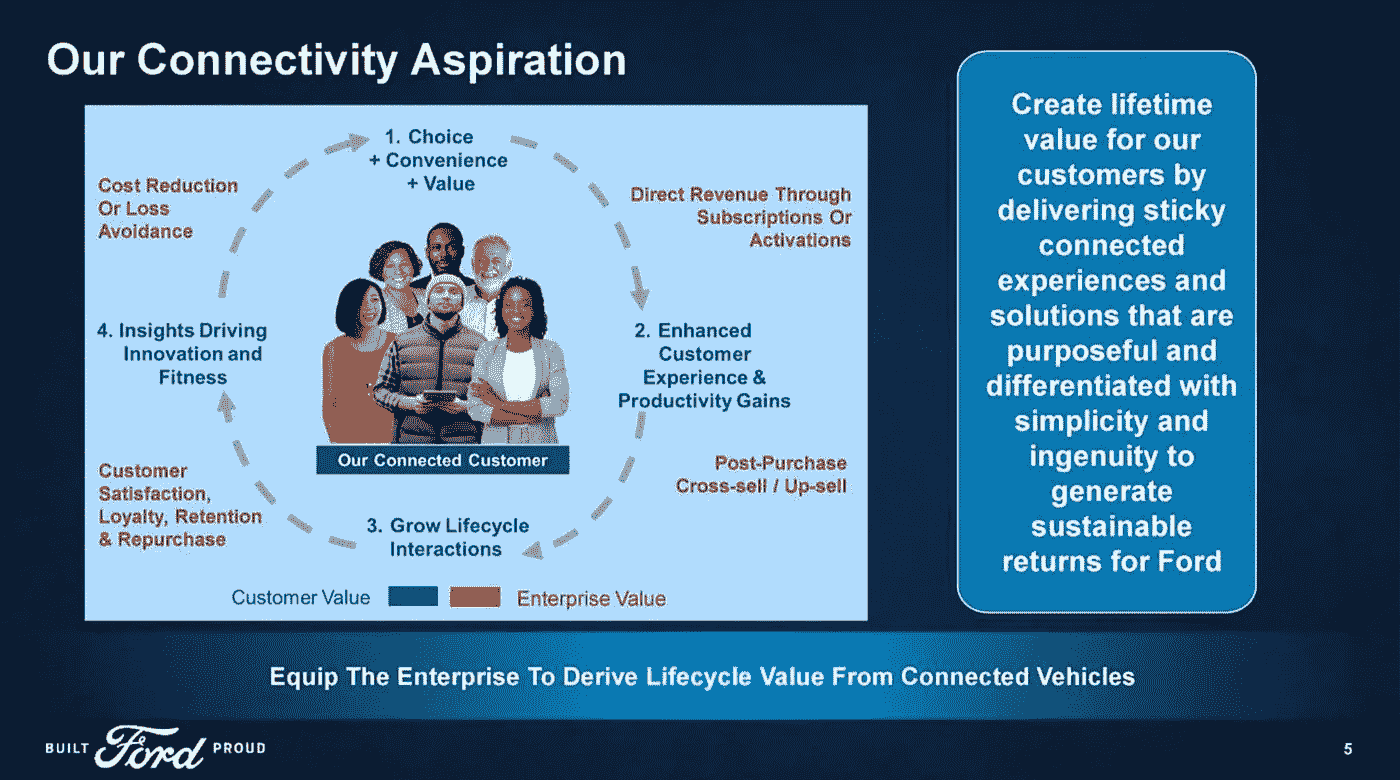 Our Connectivity Aspiration
1. Choice
+ Convenience
+ Value
Cost Reduction
Or Loss
Avoidance
Direct Revenue Through
Subscriptions Or
Activations
4. Insights Driving
Innovation and
Fitness
2. Enhanced
Customer
Experience &
Productivity Gains
Our Connected Customer
Customer
Satisfaction,
Loyalty, Retention
& Repurchase
Post-Purchase
Cross-sell / Up-sell
3. Grow Lifecycle
Interactions
Customer Value
Enterprise Value
Create lifetime
value for our
customers by
delivering sticky
connected
experiences and
solutions that are
purposeful and
differentiated with
simplicity and
ingenuity to
generate
sustainable
returns for Ford
Equip The Enterprise To Derive Lifecycle Value From Connected Vehicles
BUILT Ford PROUD
5